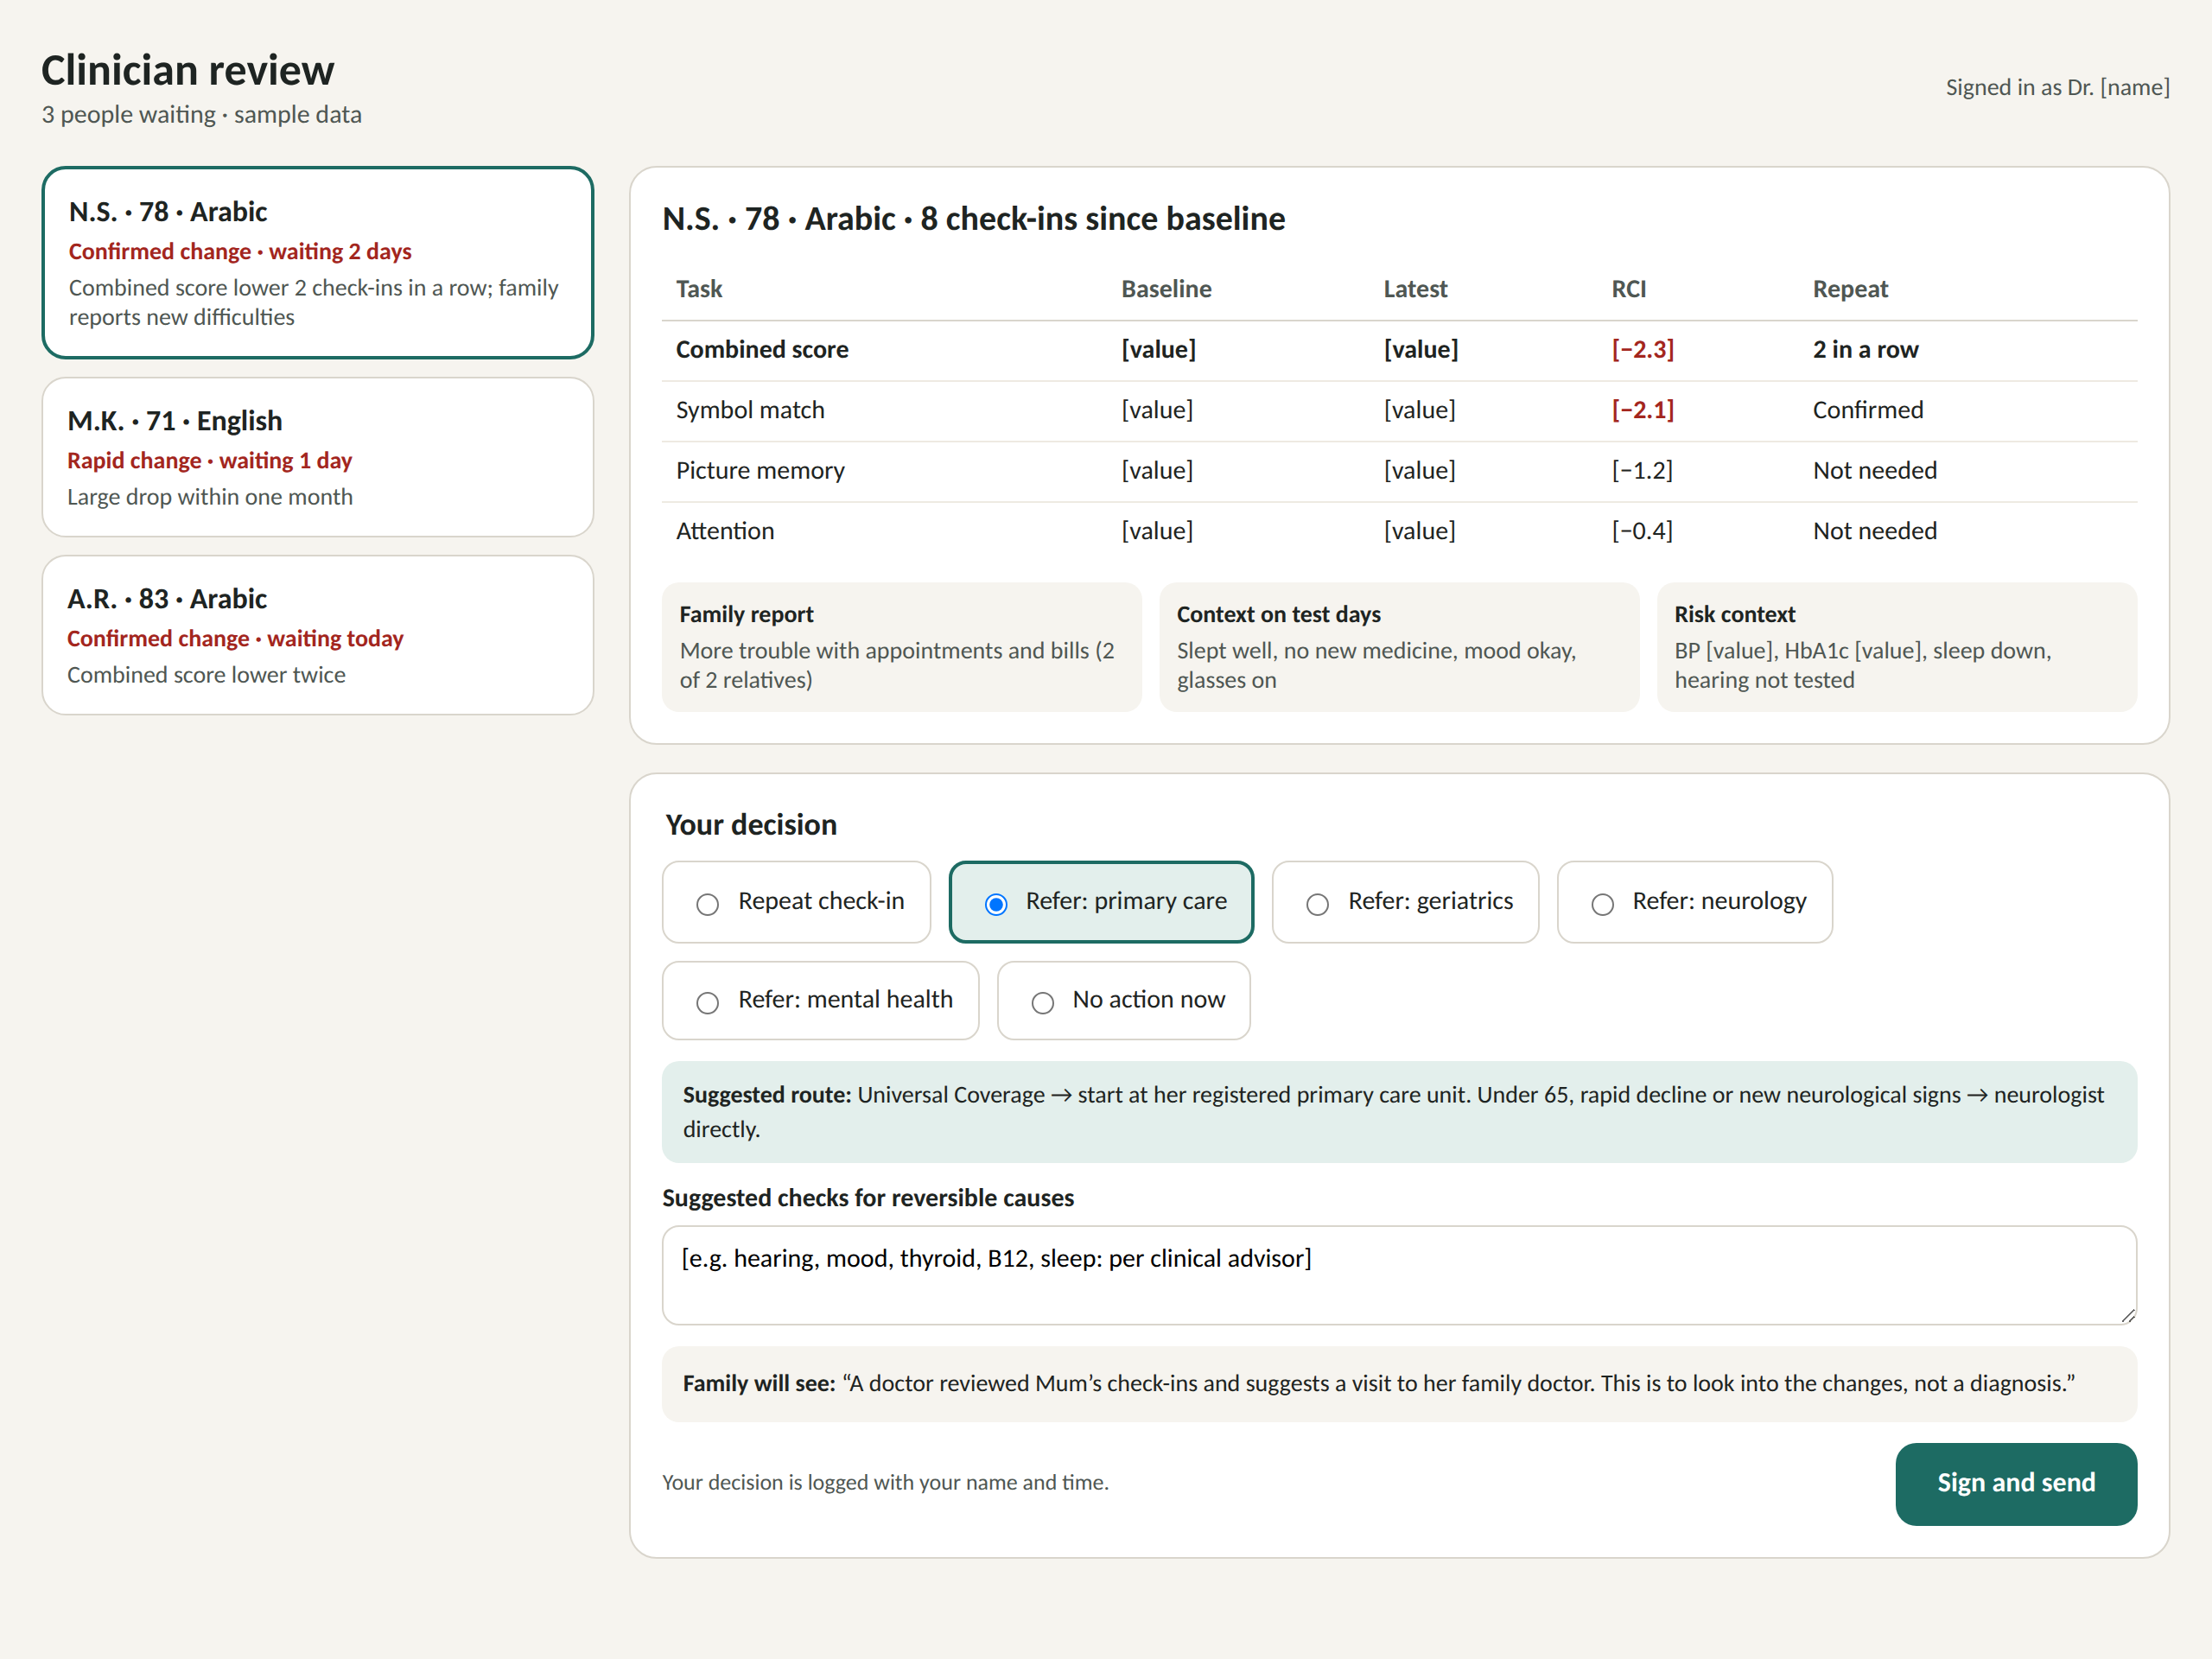 Clinician review
3 people waiting · sample data
Signed in as Dr. [name]
N.S. · 78 · Arabic
Confirmed change · waiting 2 days
Combined score lower 2 check-ins in a row; family
reports new difficulties
M.K. · 71 · English
Rapid change · waiting 1 day
Large drop within one month
A.R. · 83 · Arabic
Confirmed change · waiting today
Combined score lower twice
N.S. · 78 · Arabic · 8 check-ins since baseline
Task Baseline Latest RCI Repeat
Combined score [value] [value] [−2.3] 2 in a row
Symbol match [value] [value] [−2.1] Confirmed
Picture memory [value] [value] [−1.2] Not needed
Attention [value] [value] [−0.4] Not needed
Family report
More trouble with appointments and bills (2
of 2 relatives)
Context on test days
Slept well, no new medicine, mood okay,
glasses on
Risk context
BP [value], HbA1c [value], sleep down,
hearing not tested
Your decision
Repeat check-in Refer: primary care Refer: geriatrics Refer: neurology
Refer: mental health No action now
Suggested route: Universal Coverage → start at her registered primary care unit. Under 65, rapid decline or new neurological signs → neurologist
directly.
Suggested checks for reversible causes
[e.g. hearing, mood, thyroid, B12, sleep: per clinical advisor]
Family will see: “A doctor reviewed Mum’s check-ins and suggests a visit to her family doctor. This is to look into the changes, not a diagnosis.”
Your decision is logged with your name and time.
Sign and send